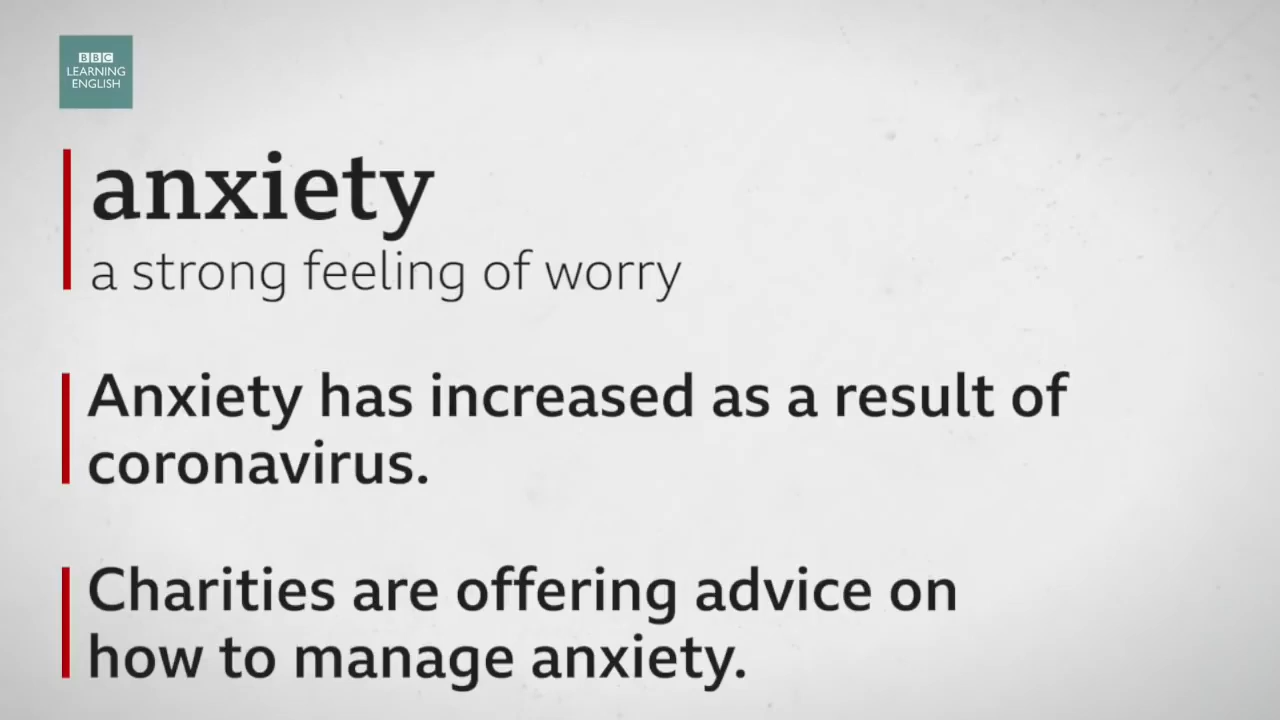 BBC
LEARNING
ENGLISH
anxiety
a strong feeling of worry
Anxiety has increased as a result of
coronavirus.
Charities are offering advice on
how to manage anxiety.